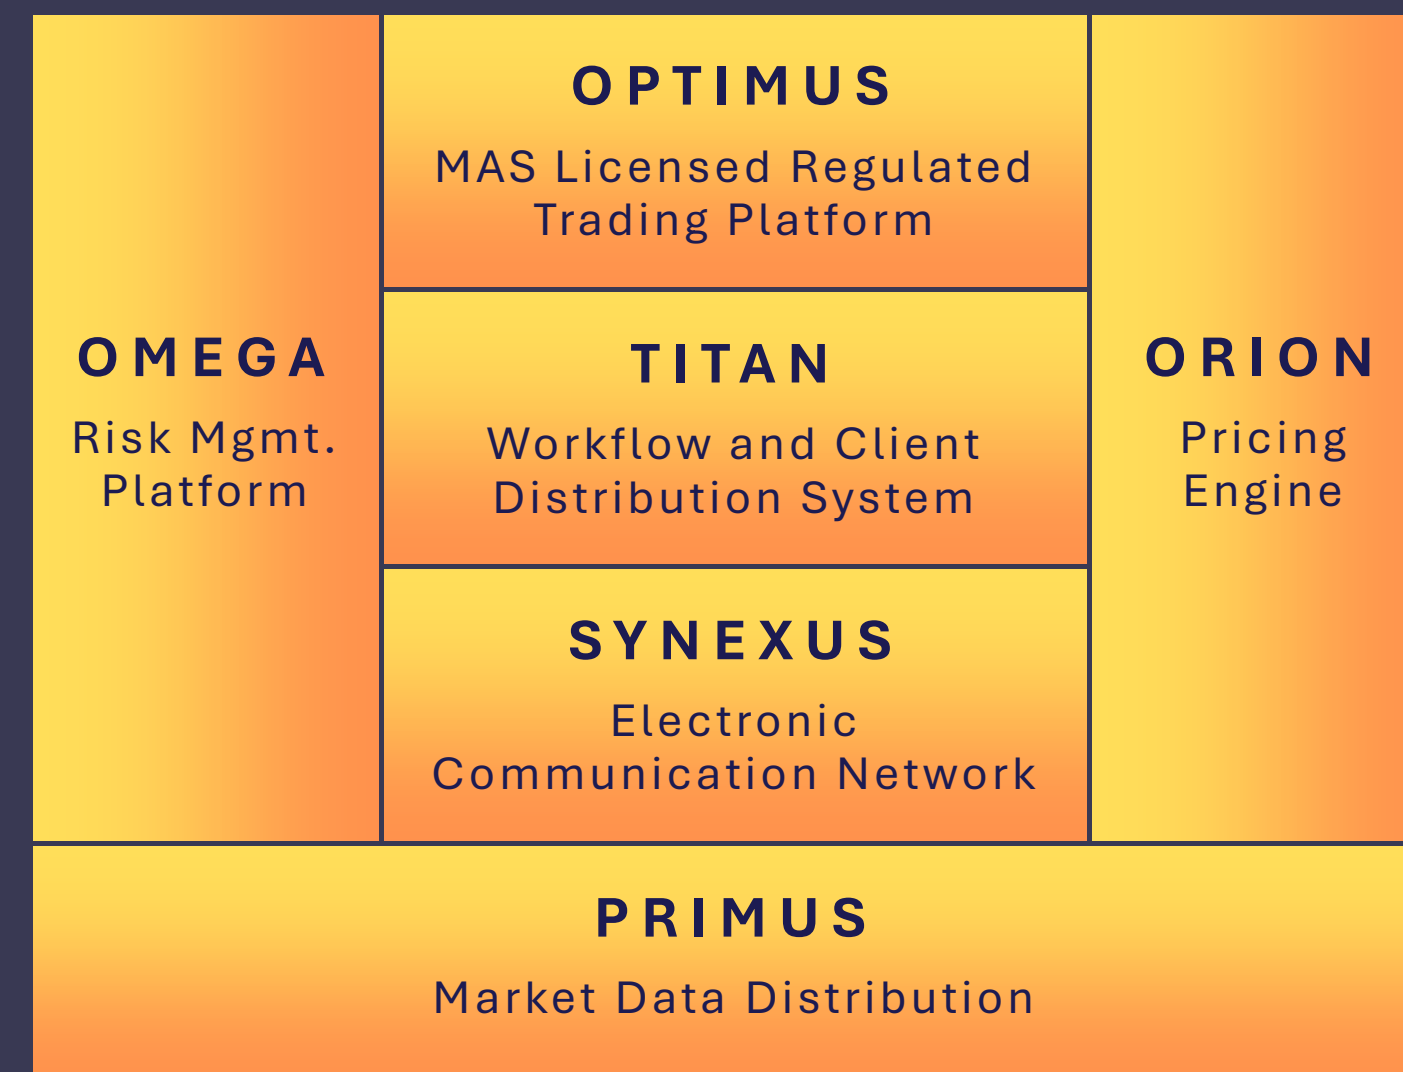 OPTIMUS
MAS Licensed Regulated
Trading Platform
OMEGA
Risk Mgmt.
Platform
TITAN
Workflow and Client
Distribution System
ORION
Pricing
Engine
SYNEXUS
Electronic
Communication Network
PRIMUS
Market Data Distribution